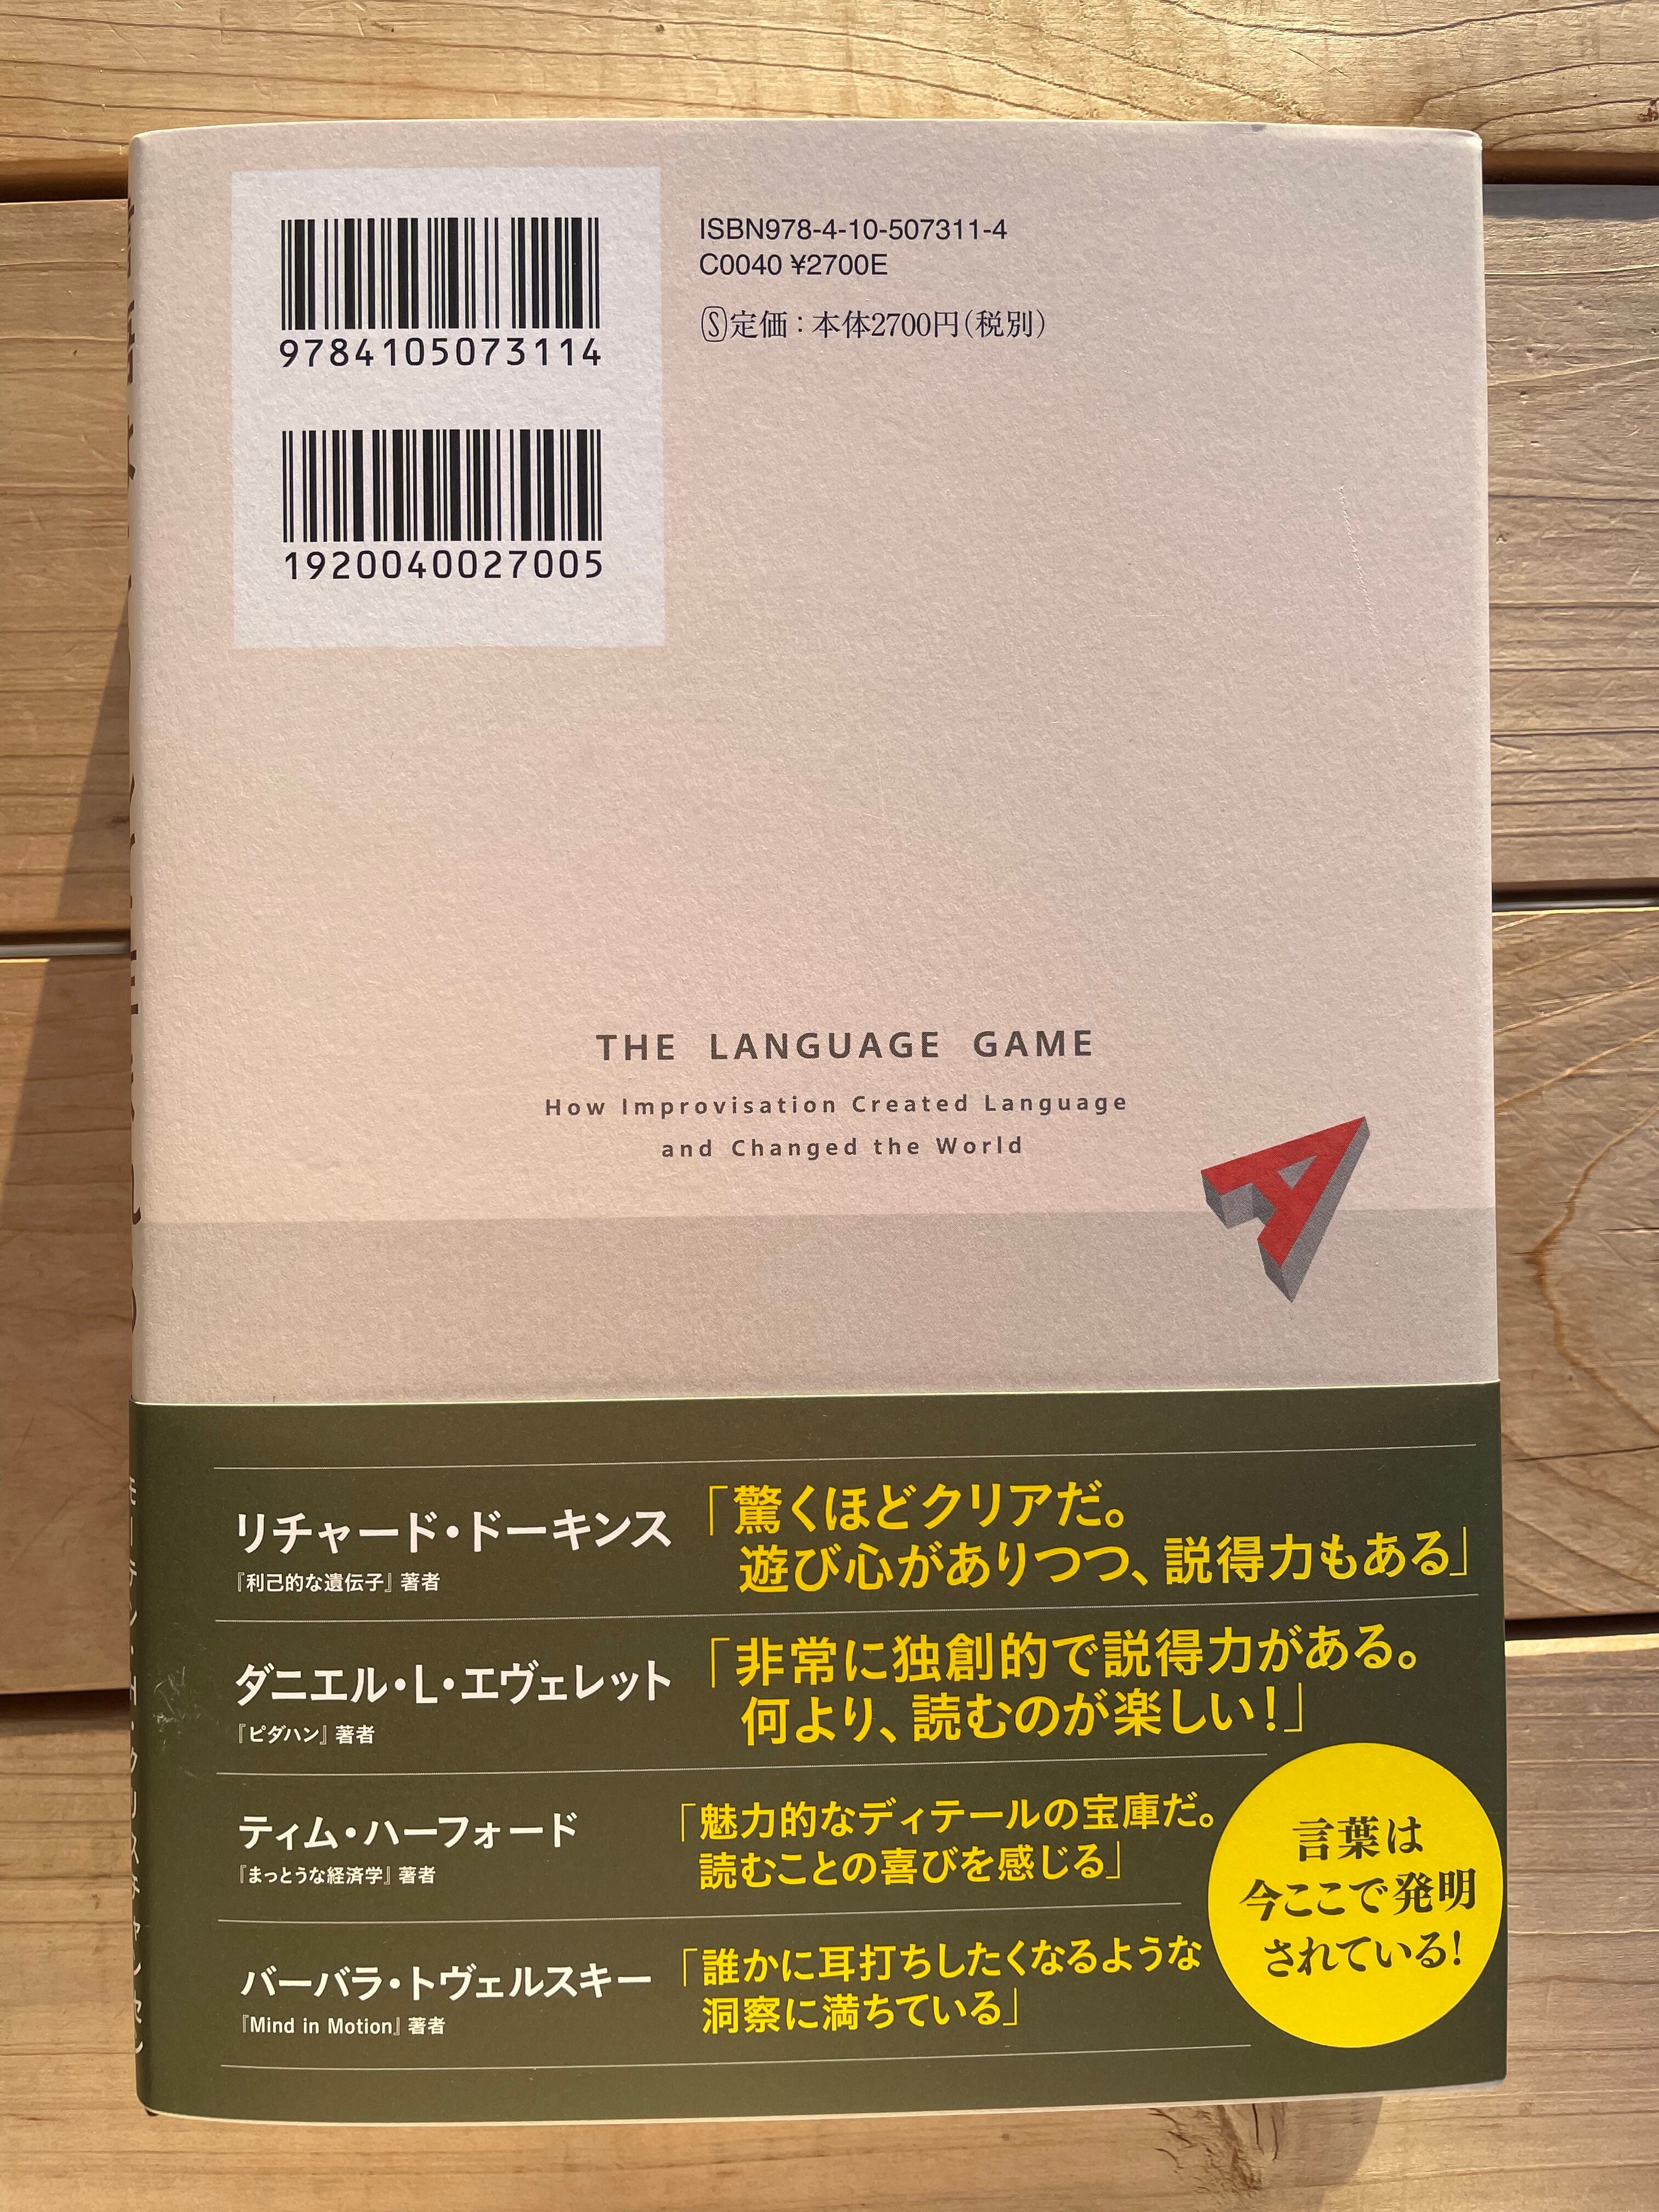 9784105073114
1920040027005
ISBN978-4-10-507311-4
C0040 ¥2700E
Ⓢ定価：本体2700円(税別)
THE LANGUAGE GAME
How Improvisation Created Language
and Changed the World
A
リチャード・ドーキンス
『利己的な遺伝子』著者
「驚くほどクリアだ。
遊び心がありつつ、説得力もある」
ダニエル・L・エヴェレット
『ピダハン』著者
「非常に独創的で説得力がある。
何より、読むのが楽しい！」
ティム・ハーフォード
『まっとうな経済学』著者
「魅力的なディテールの宝庫だ。
読むことの喜びを感じる」
バーバラ・トヴェルスキー
『Mind in Motion』著者
「誰かに耳打ちしたくなるような
洞察に満ちている」
言葉は
今ここで発明
されている！